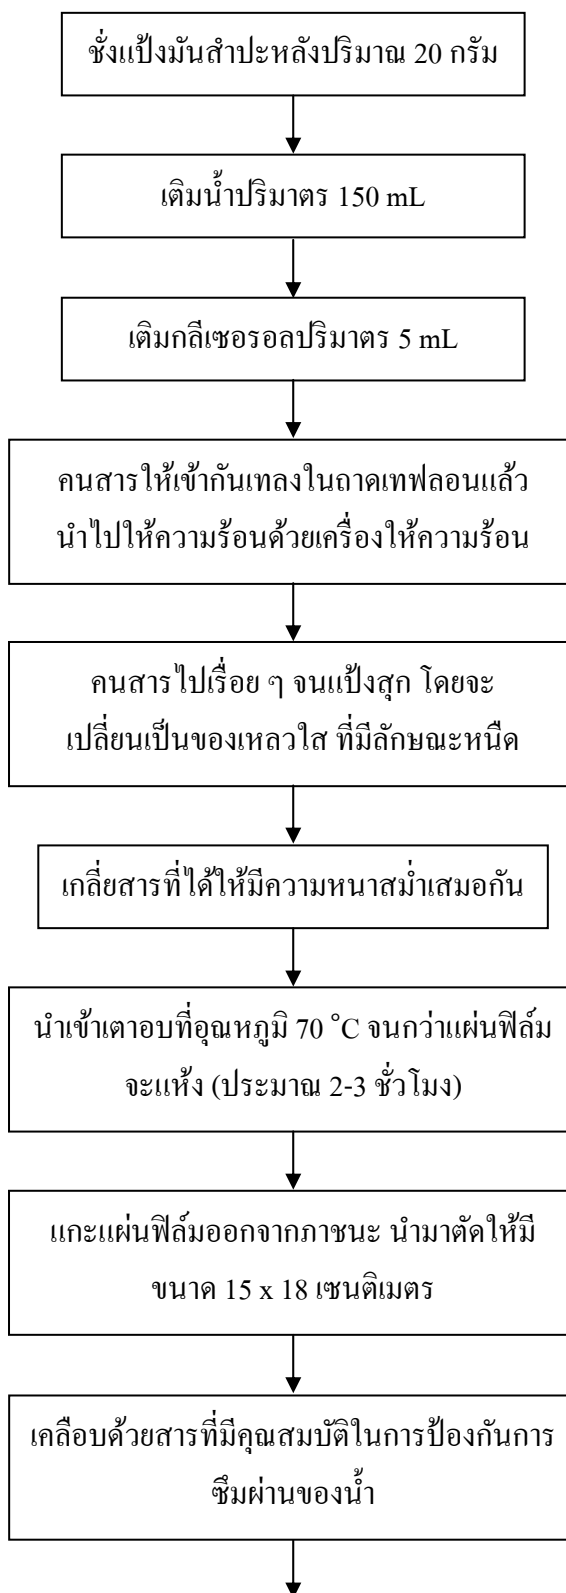 ชั่งแป้งมันสำปะหลังปริมาณ 20 กรัม
เติมน้ำปริมาตร 150 mL
เติมกลีเซอรอลปริมาตร 5 mL
คนสารให้เข้ากันเทลงในถาดเทฟลอนแล้ว
นำไปให้ความร้อนด้วยเครื่องให้ความร้อน
คนสารไปเรื่อย ๆ จนแป้งสุก โดยจะ
เปลี่ยนเป็นของเหลวใส ที่มีลักษณะหนืด
เกลี่ยสารที่ได้ให้มีความหนาสม่ำเสมอกัน
นำเข้าเตาอบที่อุณหภูมิ 70 °C จนกว่าแผ่นฟิล์ม
จะแห้ง (ประมาณ 2-3 ชั่วโมง)
แกะแผ่นฟิล์มออกจากภาชนะ นำมาตัดให้มี
ขนาด 15 x 18 เซนติเมตร
เคลือบด้วยสารที่มีคุณสมบัติในการป้องกันการ
ซึมผ่านของน้ำ